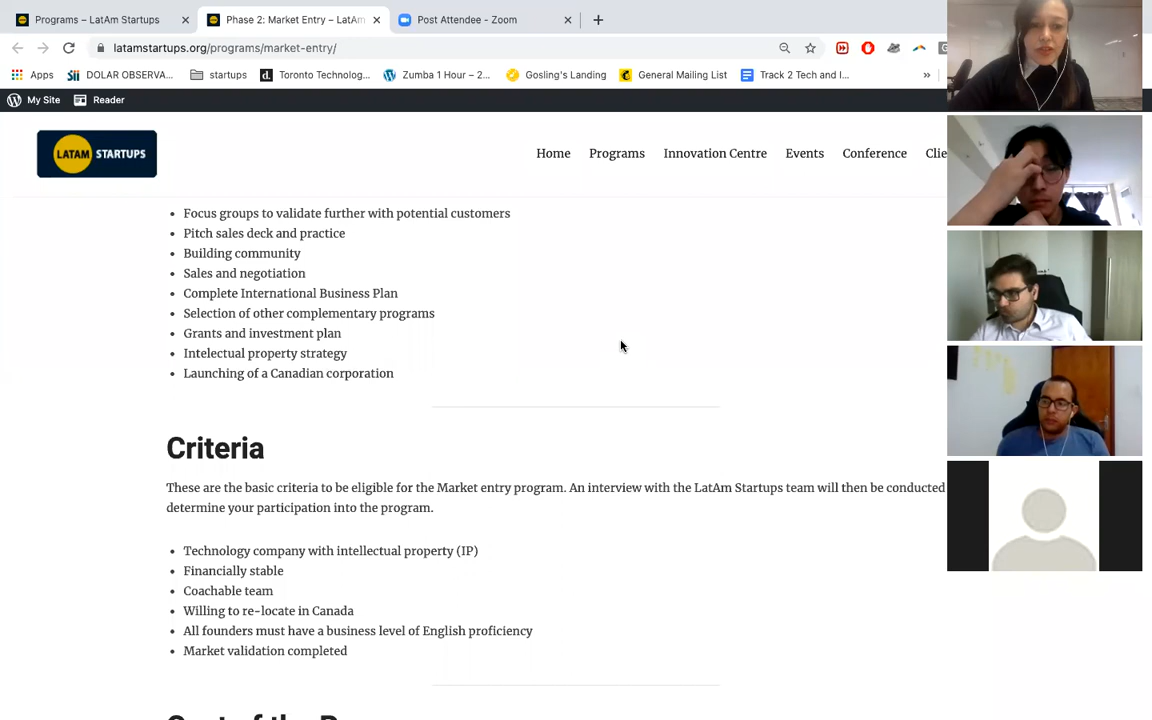 Programs – LatAm Startups
Phase 2: Market Entry – LatAm
Post Attendee - Zoom
latamstartups.org/programs/market-entry/
Apps
DOLAR OBSERVA...
startups
Toronto Technolog...
Zumba 1 Hour – 2...
Gosling's Landing
General Mailing List
Track 2 Tech and I...
»
My Site
Reader
LATAM STARTUPS
Home
Programs
Innovation Centre
Events
Conference
Clie
• Focus groups to validate further with potential customers
• Pitch sales deck and practice
• Building community
• Sales and negotiation
• Complete International Business Plan
• Selection of other complementary programs
• Grants and investment plan
• Intelectual property strategy
• Launching of a Canadian corporation
Criteria
These are the basic criteria to be eligible for the Market entry program. An interview with the LatAm Startups team will then be conducted
determine your participation into the program.
• Technology company with intellectual property (IP)
• Financially stable
• Coachable team
• Willing to re-locate in Canada
• All founders must have a business level of English proficiency
• Market validation completed